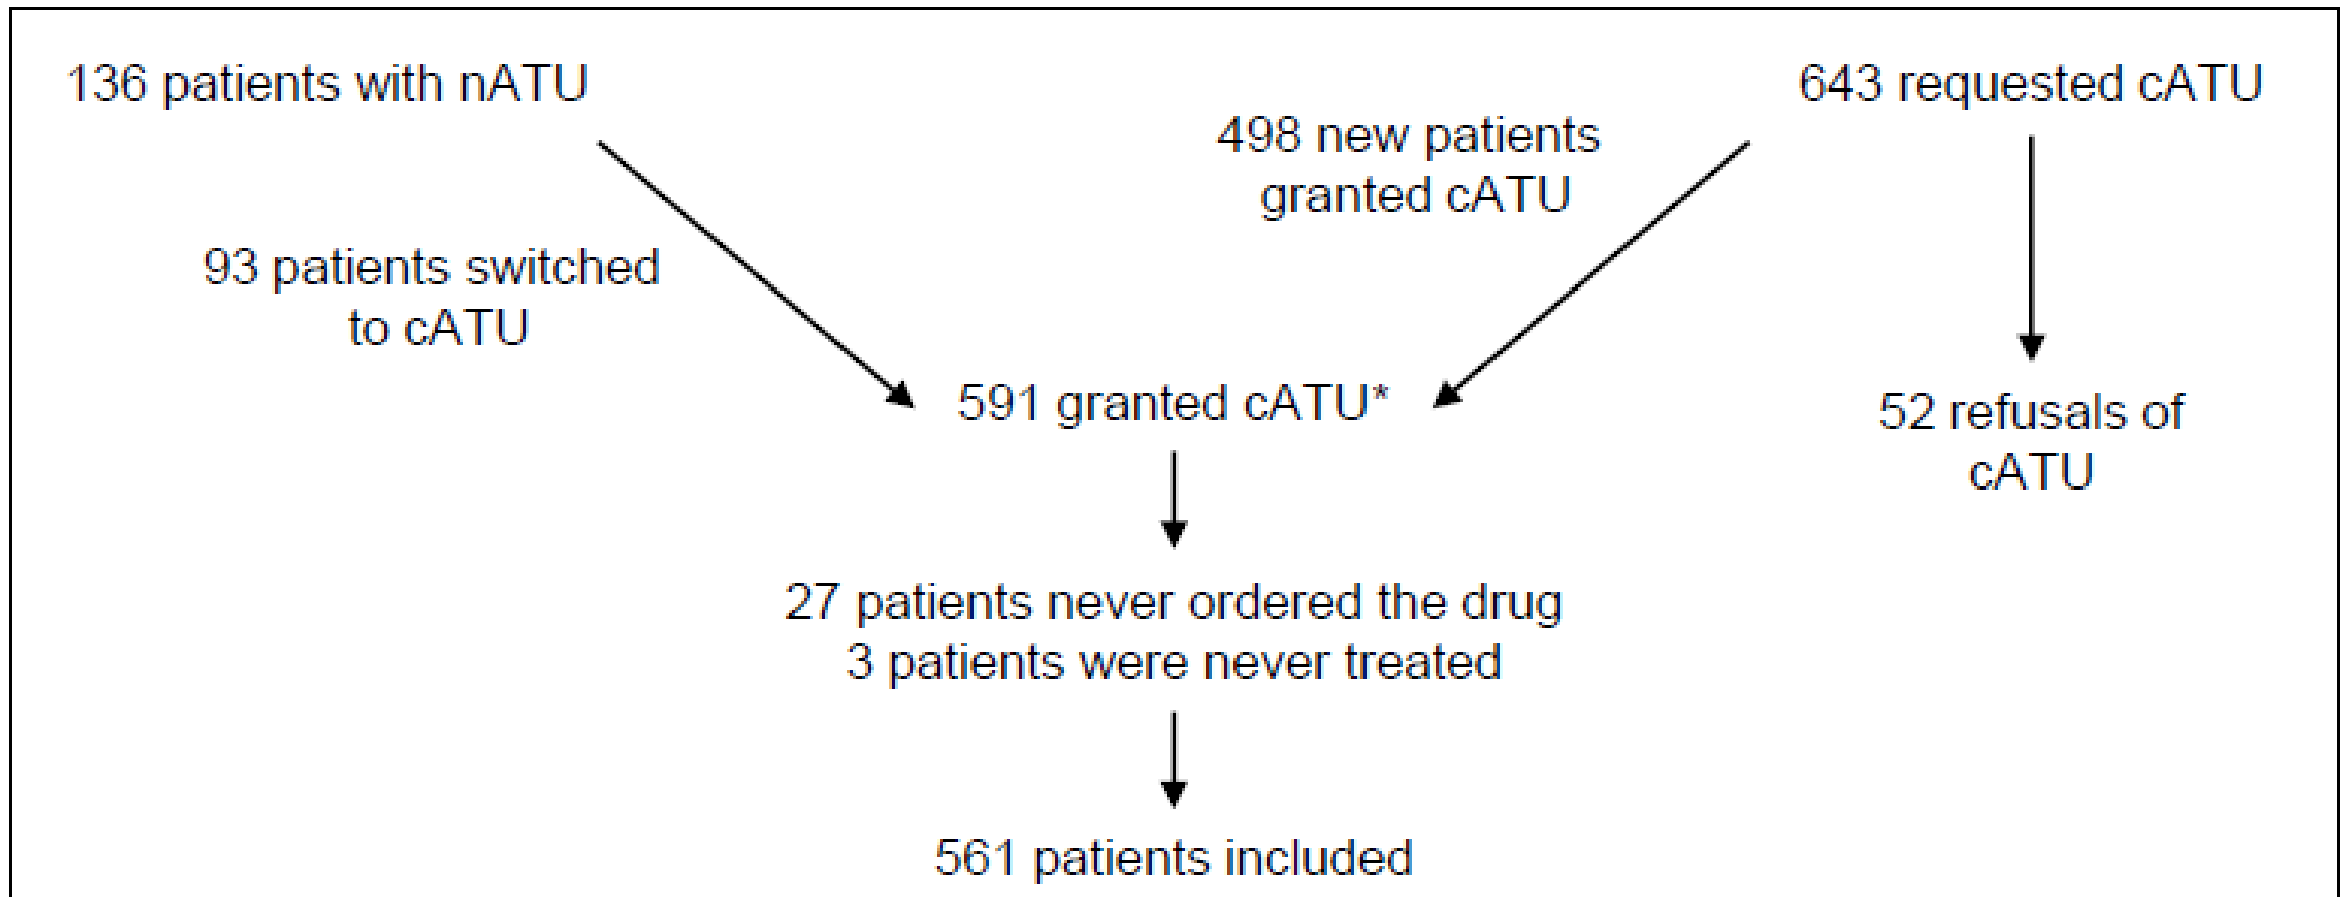 136 patients with nATU
643 requested cATU
498 new patients
granted cATU
93 patients switched
to cATU
591 granted cATU*
52 refusals of
cATU
27 patients never ordered the drug
3 patients were never treated
561 patients included